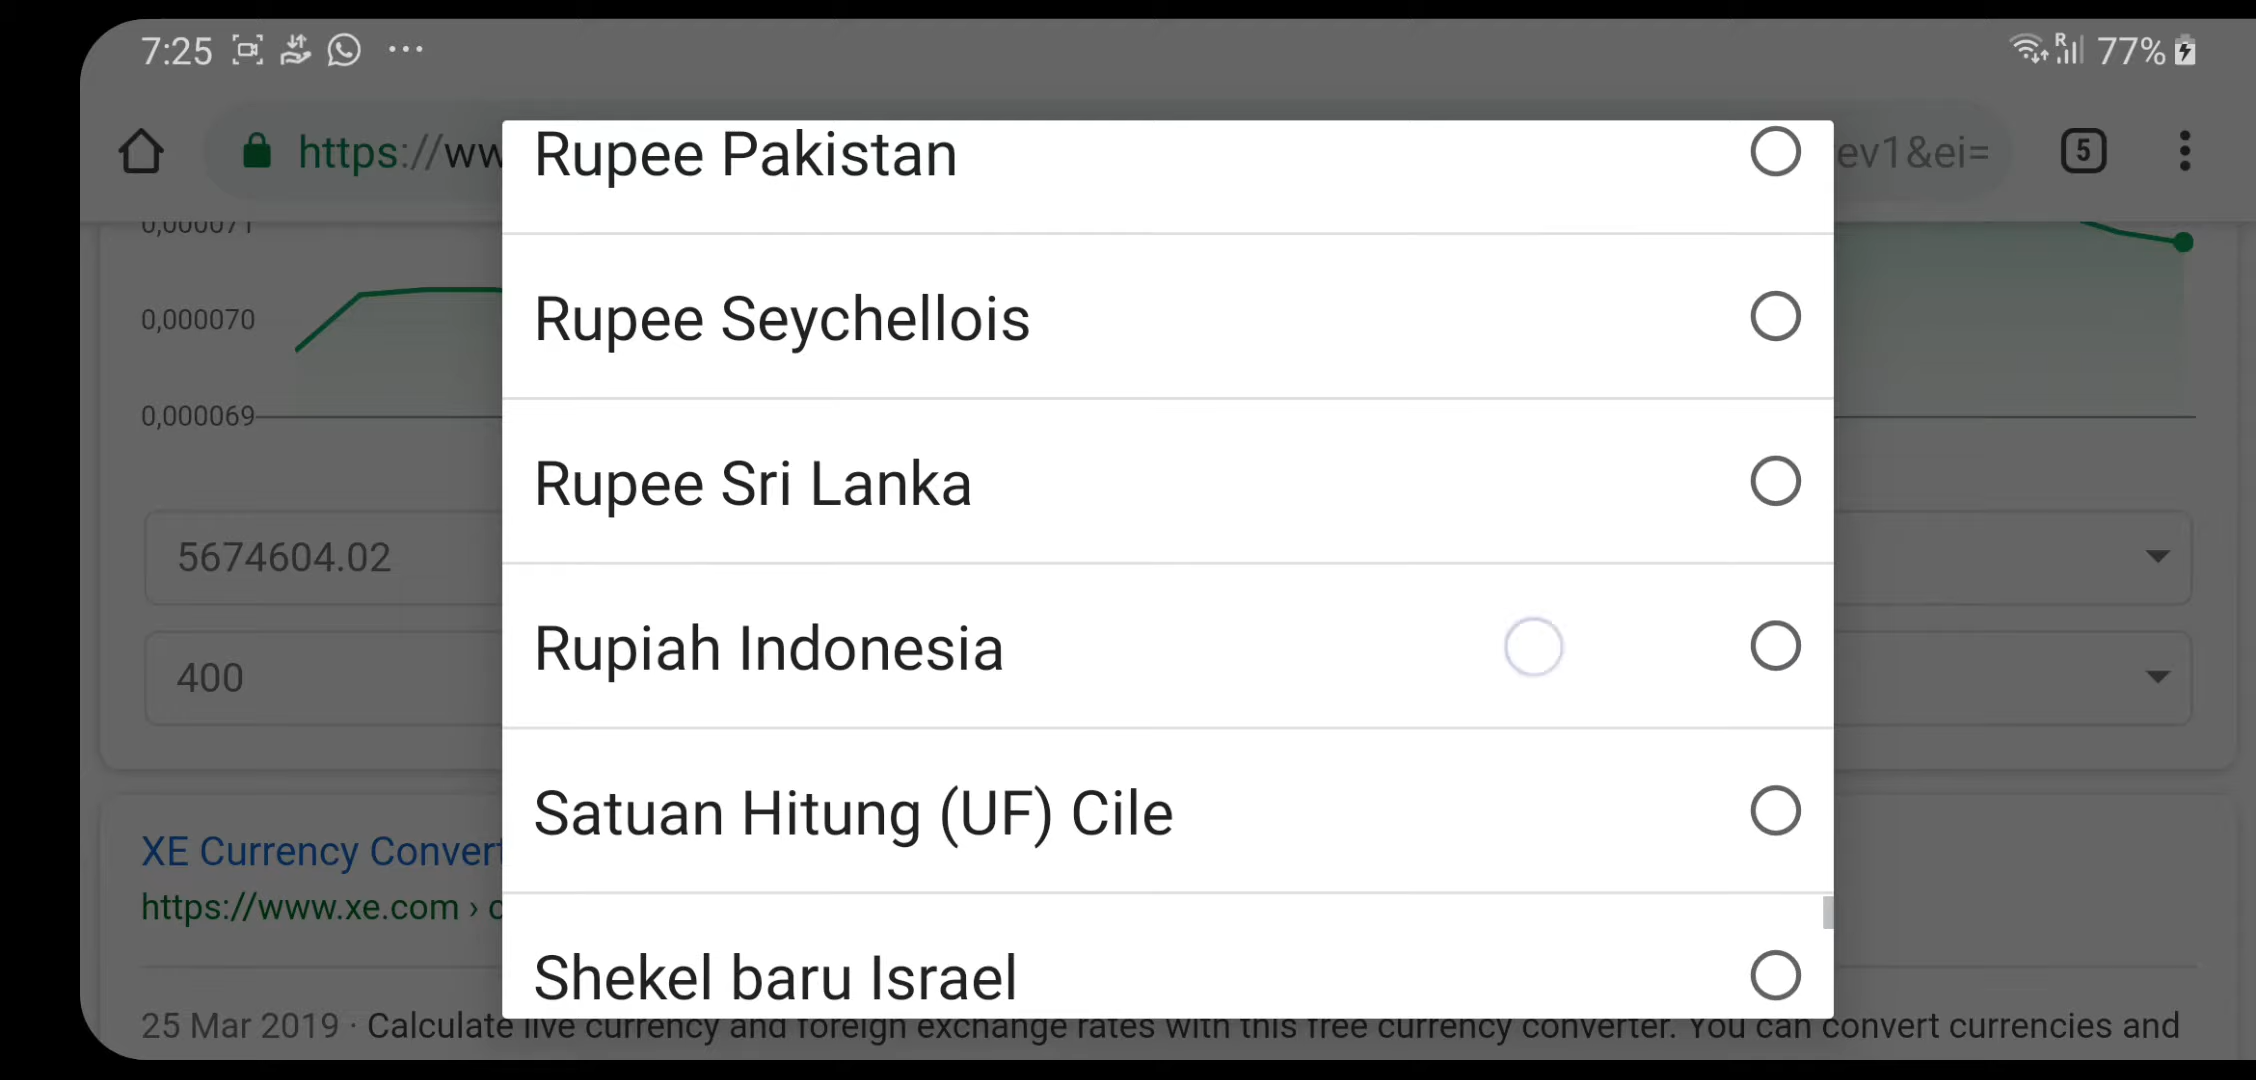 7:25
77%
https://ww
ev1&ei=
5
Rupee Pakistan
0,000071
0,000070
Rupee Seychellois
0,000069
Rupee Sri Lanka
5674604.02
Rupiah Indonesia
400
Satuan Hitung (UF) Cile
XE Currency Convert
https://www.xe.com › c
Shekel baru Israel
25 Mar 2019 · Calculate live currency and foreign exchange rates with this free currency converter. You can convert currencies and